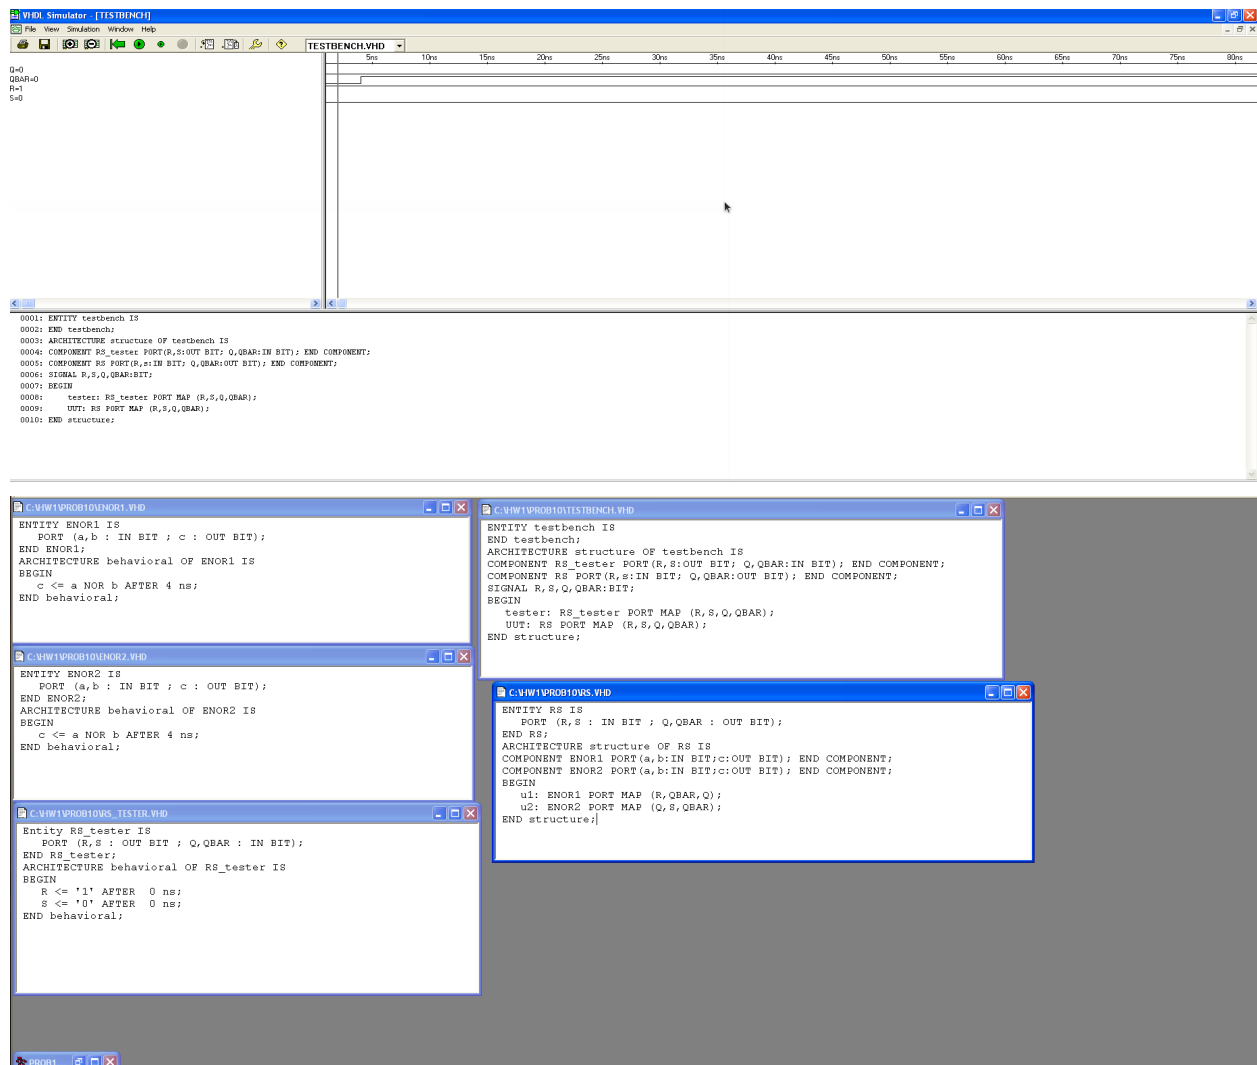 VHDL Simulator - [TESTBENCH]
File View Simulation Window Help
TESTBENCH.VHD
5ns 10ns 15ns 20ns 25ns 30ns 35ns 40ns 45ns 50ns 55ns 60ns 65ns 70ns 75ns 80ns
Q=0
QBAR=0
R=1
S=0
0001: ENTITY testbench IS
0002: END testbench;
0003: ARCHITECTURE structure OF testbench IS
0004: COMPONENT RS_tester PORT(R,S:OUT BIT; Q,QBAR:IN BIT); END COMPONENT;
0005: COMPONENT RS PORT(R,s:IN BIT; Q,QBAR:OUT BIT); END COMPONENT;
0006: SIGNAL R,S,Q,QBAR:BIT;
0007: BEGIN
0008: tester: RS_tester PORT MAP (R,S,Q,QBAR);
0009: UUT: RS PORT MAP (R,S,Q,QBAR);
0010: END structure;
C:\HW1\PROB10\ENOR1.VHD
ENTITY ENOR1 IS
PORT (a,b : IN BIT ; c : OUT BIT);
END ENOR1;
ARCHITECTURE behavioral OF ENOR1 IS
BEGIN
c <= a NOR b AFTER 4 ns;
END behavioral;
C:\HW1\PROB10\ENOR2.VHD
ENTITY ENOR2 IS
PORT (a,b : IN BIT ; c : OUT BIT);
END ENOR2;
ARCHITECTURE behavioral OF ENOR2 IS
BEGIN
c <= a NOR b AFTER 4 ns;
END behavioral;
C:\HW1\PROB10\RS_TESTER.VHD
Entity RS_tester IS
PORT (R,S : OUT BIT ; Q,QBAR : IN BIT);
END RS_tester;
ARCHITECTURE behavioral OF RS_tester IS
BEGIN
R <= '1' AFTER 0 ns;
S <= '0' AFTER 0 ns;
END behavioral;
C:\HW1\PROB10\TESTBENCH.VHD
ENTITY testbench IS
END testbench;
ARCHITECTURE structure OF testbench IS
COMPONENT RS_tester PORT(R,S:OUT BIT; Q,QBAR:IN BIT); END COMPONENT;
COMPONENT RS PORT(R,s:IN BIT; Q,QBAR:OUT BIT); END COMPONENT;
SIGNAL R,S,Q,QBAR:BIT;
BEGIN
tester: RS_tester PORT MAP (R,S,Q,QBAR);
UUT: RS PORT MAP (R,S,Q,QBAR);
END structure;
C:\HW1\PROB10\RS.VHD
ENTITY RS IS
PORT (R,S : IN BIT ; Q,QBAR : OUT BIT);
END RS;
ARCHITECTURE structure OF RS IS
COMPONENT ENOR1 PORT(a,b:IN BIT;c:OUT BIT); END COMPONENT;
COMPONENT ENOR2 PORT(a,b:IN BIT;c:OUT BIT); END COMPONENT;
BEGIN
u1: ENOR1 PORT MAP (R,QBAR,Q);
u2: ENOR2 PORT MAP (Q,S,QBAR);
END structure;
PROB1...